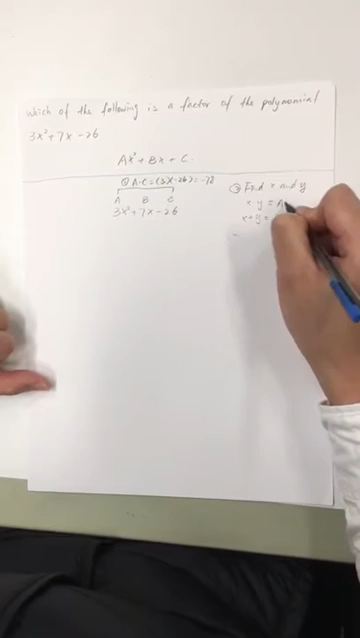 which of the following is a factor of the polynomial
3x²+7x-26
Ax²+Bx+C
① A·C=(3x-26)=-78
A B C
3x²+7x-26
② Find x and y
x·y=A
x+y=